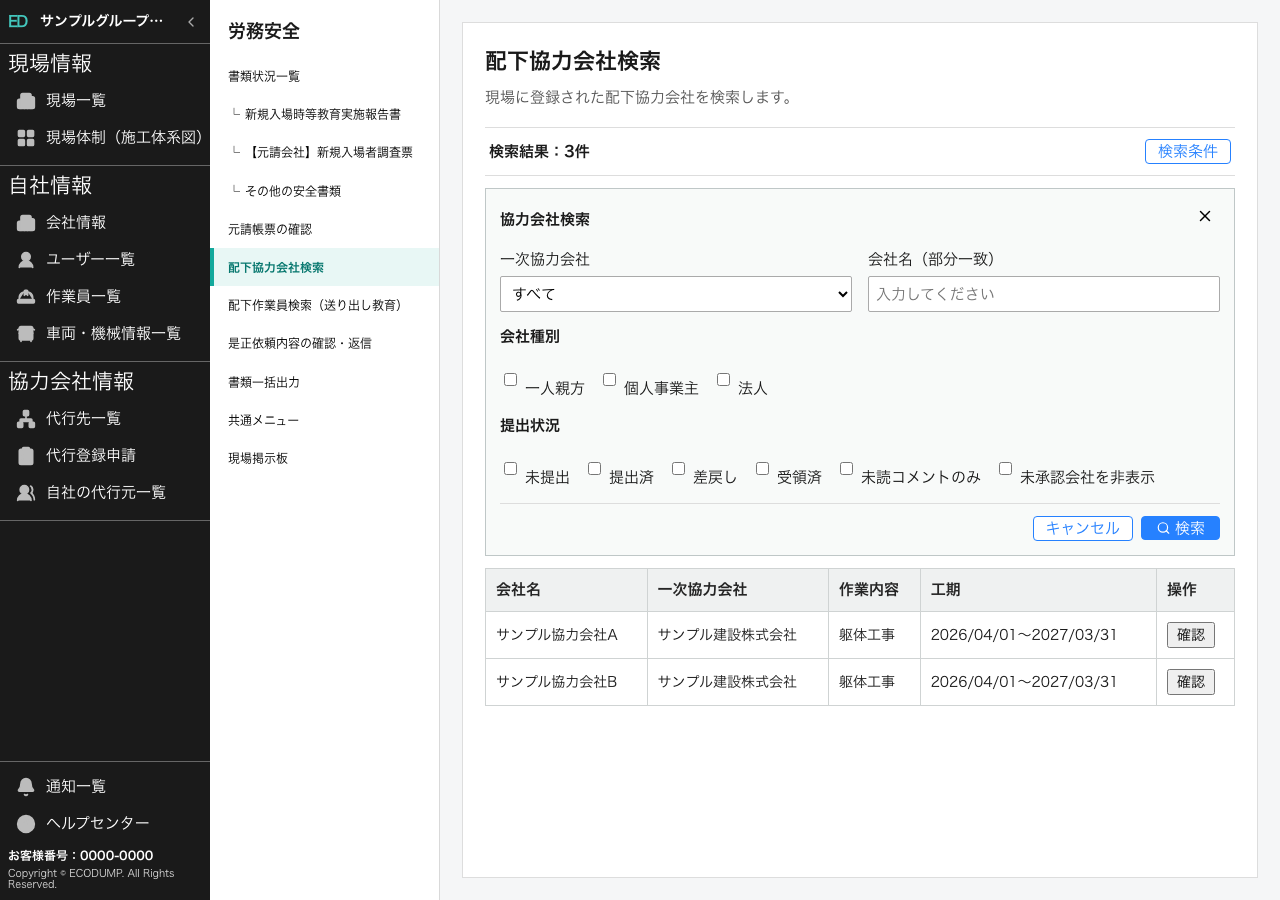 サンプルグループ…
現場情報
現場一覧
現場体制（施工体系図）
自社情報
会社情報
ユーザー一覧
作業員一覧
車両・機械情報一覧
協力会社情報
代行先一覧
代行登録申請
自社の代行元一覧
通知一覧
ヘルプセンター
お客様番号：0000-0000
Copyright © ECODUMP. All Rights
Reserved.
労務安全
書類状況一覧
└ 新規入場時等教育実施報告書
└ 【元請会社】新規入場者調査票
└ その他の安全書類
元請帳票の確認
配下協力会社検索
配下作業員検索（送り出し教育）
是正依頼内容の確認・返信
書類一括出力
共通メニュー
現場掲示板
配下協力会社検索
現場に登録された配下協力会社を検索します。
検索結果：3件 検索条件
協力会社検索
一次協力会社 会社名（部分一致）
すべて 入力してください
会社種別
一人親方 個人事業主 法人
提出状況
未提出 提出済 差戻し 受領済 未読コメントのみ 未承認会社を非表示
キャンセル 検索
会社名 一次協力会社 作業内容 工期 操作
サンプル協力会社A サンプル建設株式会社 躯体工事 2026/04/01〜2027/03/31 確認
サンプル協力会社B サンプル建設株式会社 躯体工事 2026/04/01〜2027/03/31 確認